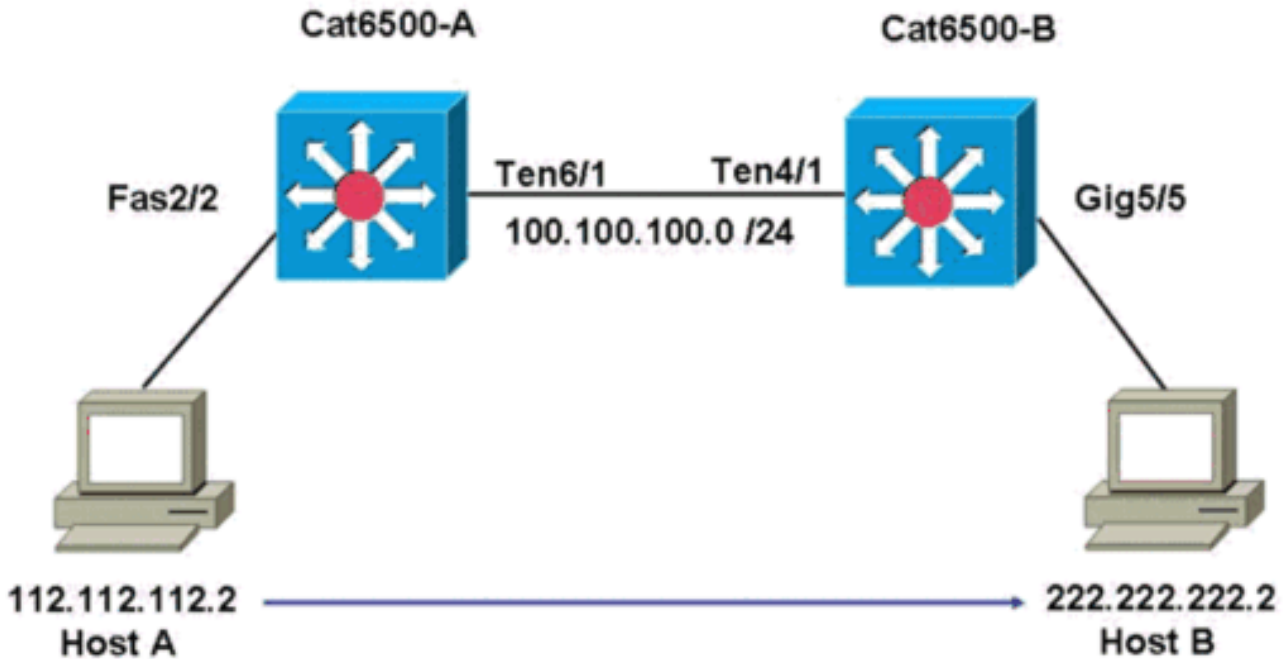 Cat6500-A
Cat6500-B
Fas2/2
Ten6/1
Ten4/1
Gig5/5
100.100.100.0 /24
112.112.112.2
Host A
222.222.222.2
Host B